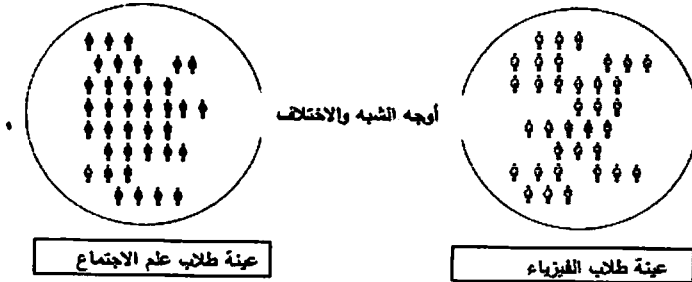 أوجه الشبه والاختلاف
عينة طلاب الفيزياء
عينة طلاب علم الاجتماع